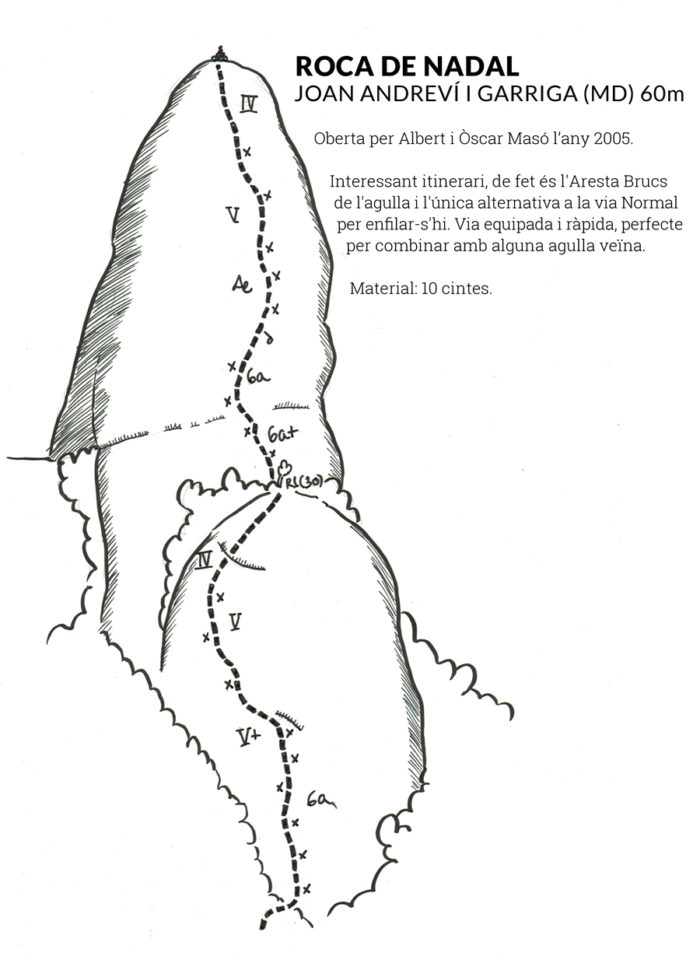 ROCA DE NADAL
JOAN ANDREVÍ I GARRIGA (MD) 60m
Oberta per Albert i Òscar Masó l'any 2005.
Interessant itinerari, de fet és l'Aresta Brucs
de l'agulla i l'única alternativa a la via Normal
per enfilar-s'hi. Via equipada i ràpida, perfecte
per combinar amb alguna agulla veïna.
Material: 10 cintes.
IV
V
Ae
6a
6a+
R1(30)
IV
V
V+
6a